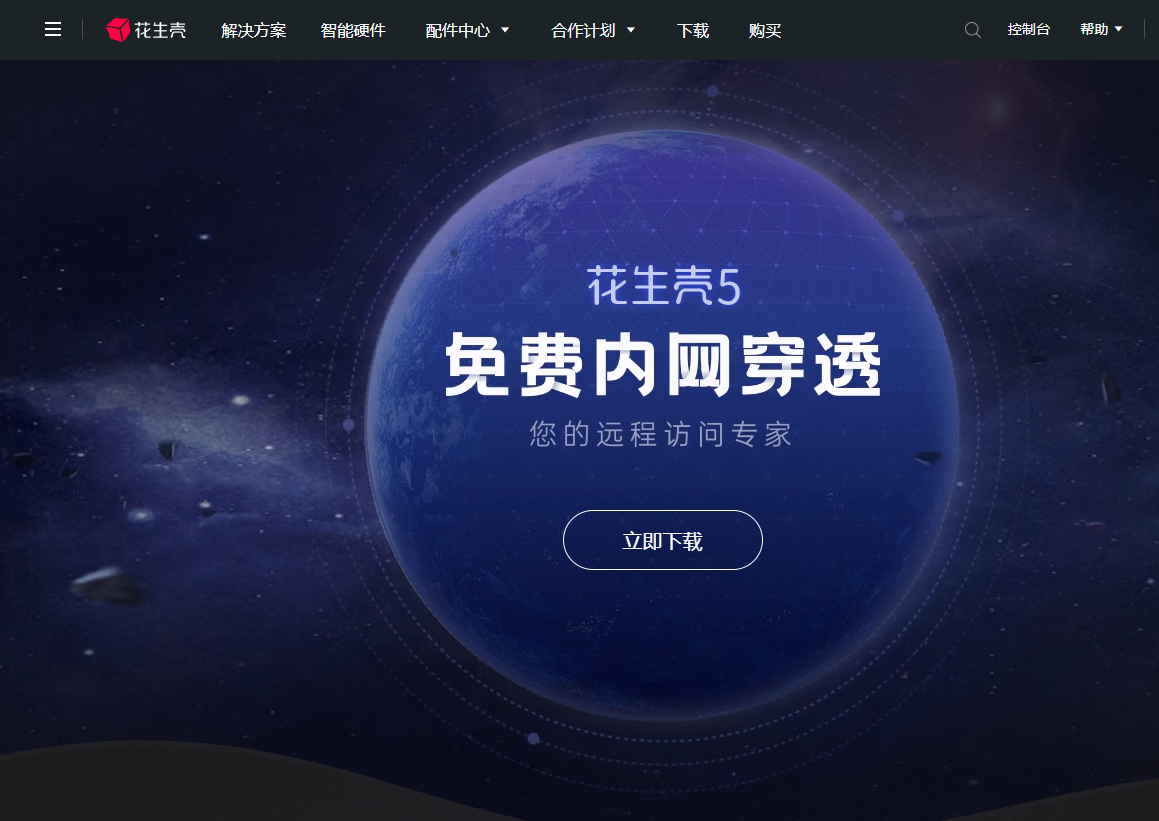 花生壳 解决方案 智能硬件 配件中心 合作计划 下载 购买 控制台 帮助
花生壳5
免费内网穿透
您的远程访问专家
立即下载